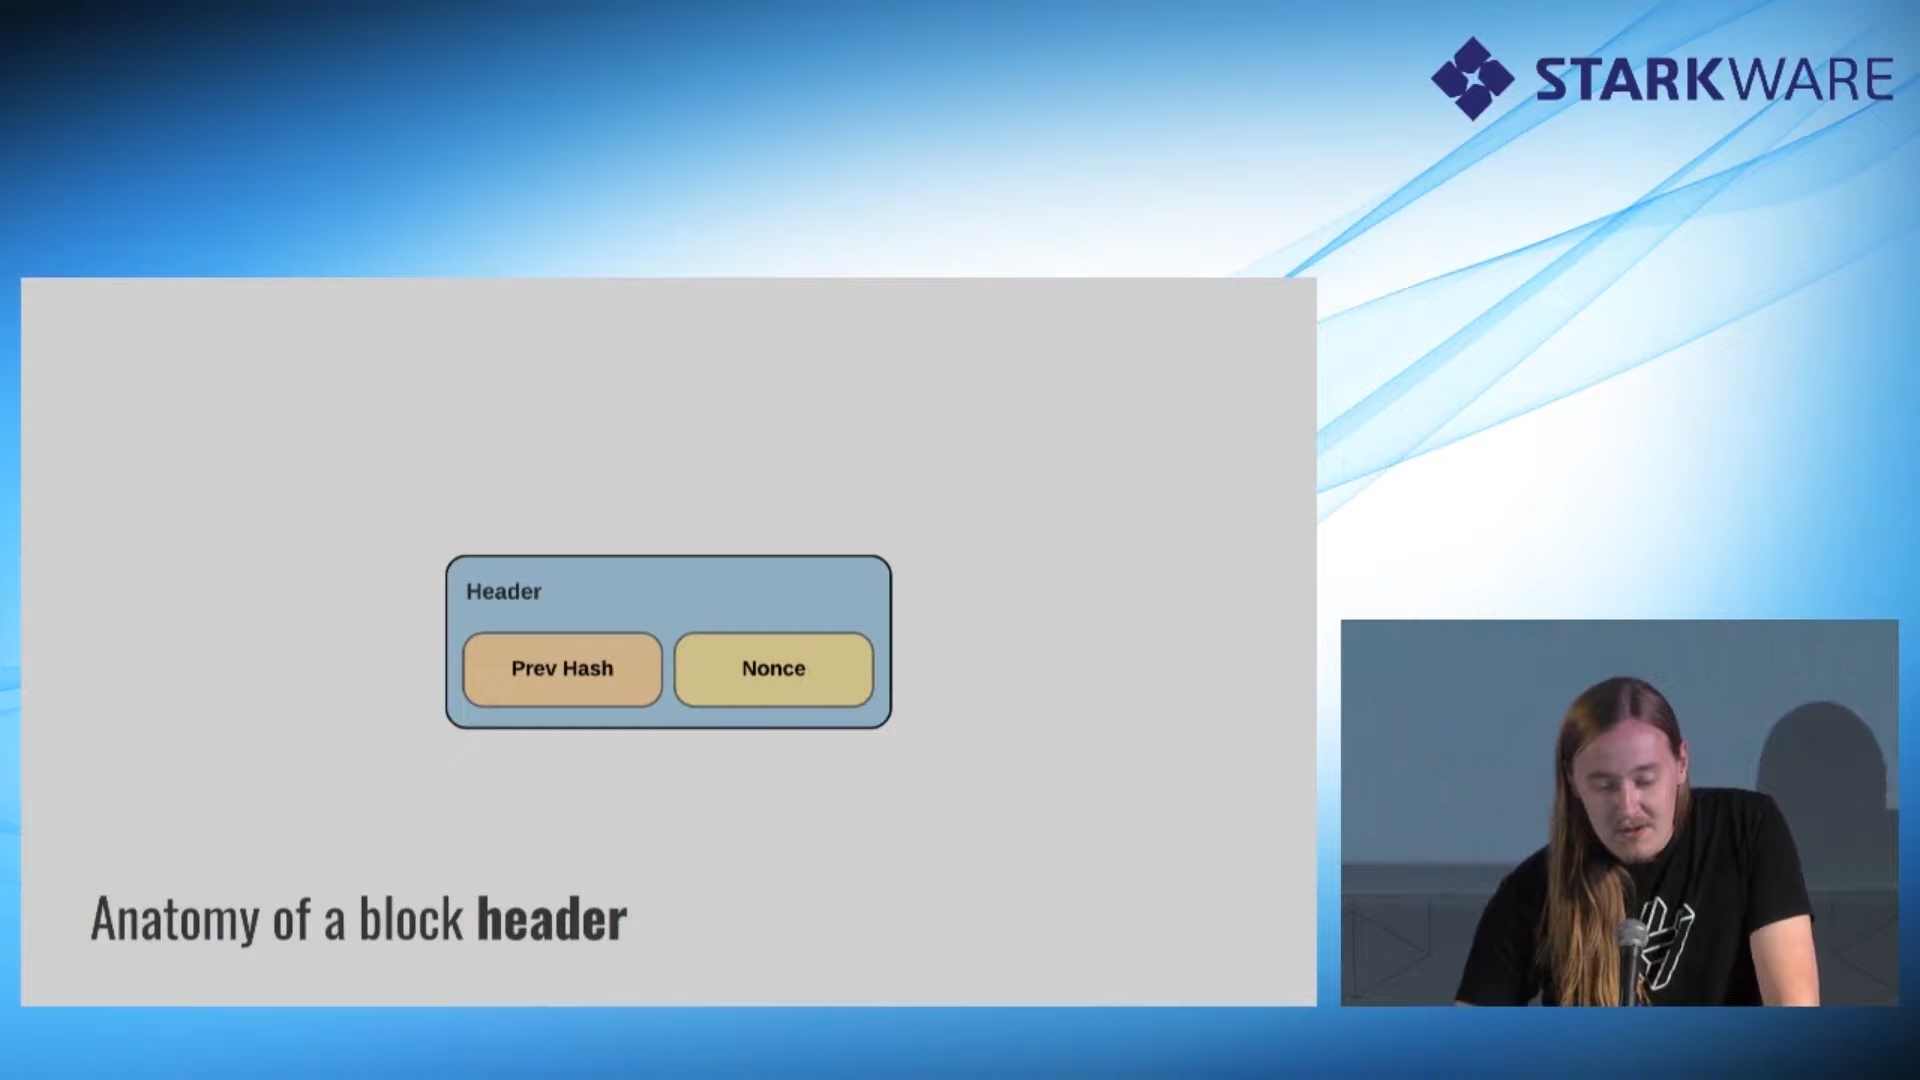 STARKWARE
Header
Prev Hash
Nonce
Anatomy of a block header